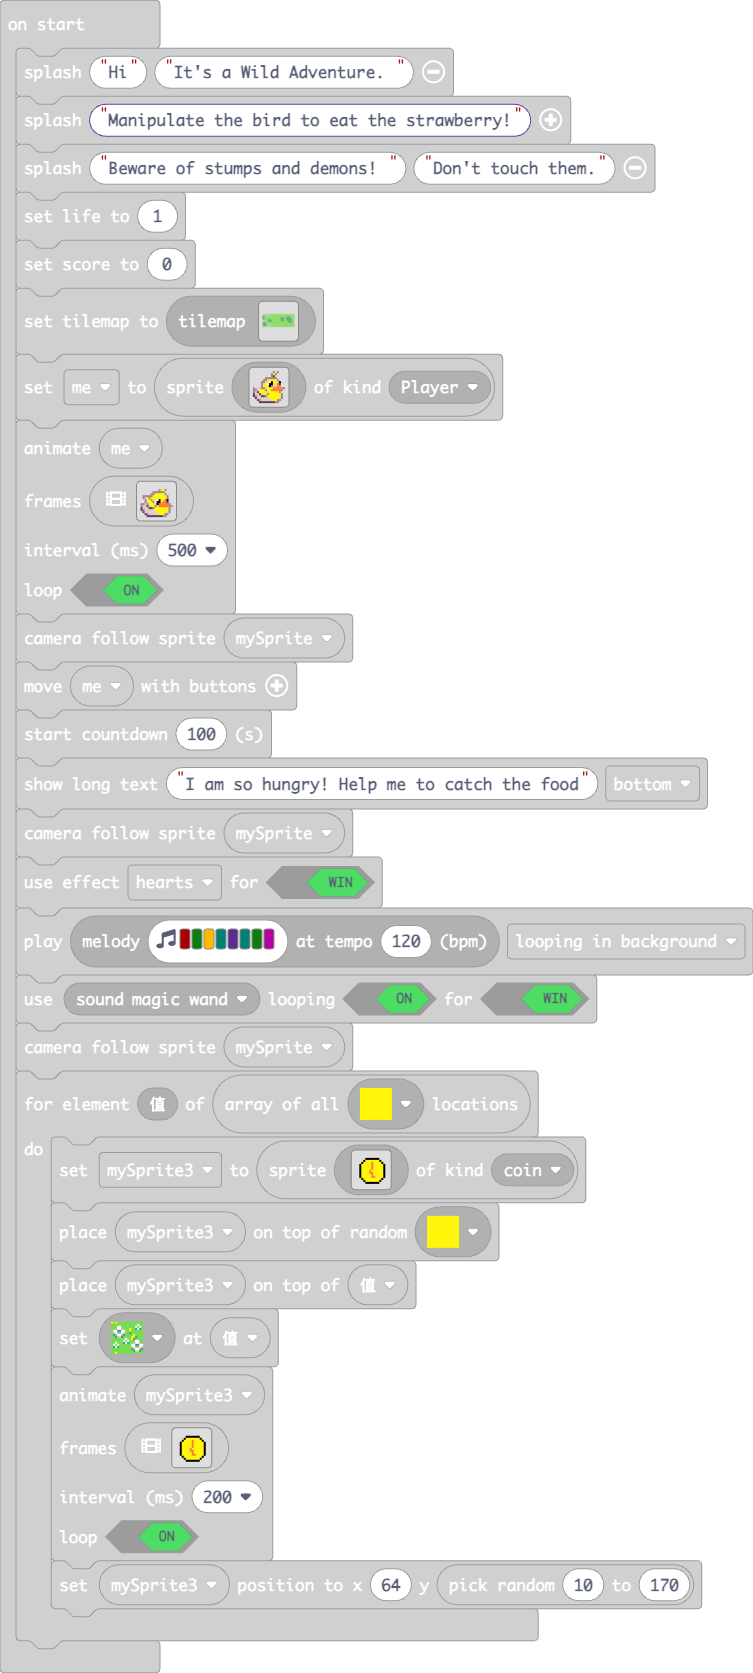 on start
splash "Hi" "It's a Wild Adventure. "
splash "Manipulate the bird to eat the strawberry!"
splash "Beware of stumps and demons! " "Don't touch them."
set life to 1
set score to 0
set tilemap to tilemap
set me to sprite of kind Player
animate me
frames
interval (ms) 500
loop ON
camera follow sprite mySprite
move me with buttons
start countdown 100 (s)
show long text "I am so hungry! Help me to catch the food" bottom
camera follow sprite mySprite
use effect hearts for WIN
play melody at tempo 120 (bpm) looping in background
use sound magic wand looping ON for WIN
camera follow sprite mySprite
for element 值 of array of all locations
do
set mySprite3 to sprite of kind coin
place mySprite3 on top of random
place mySprite3 on top of 值
set at 值
animate mySprite3
frames
interval (ms) 200
loop ON
set mySprite3 position to x 64 y pick random 10 to 170